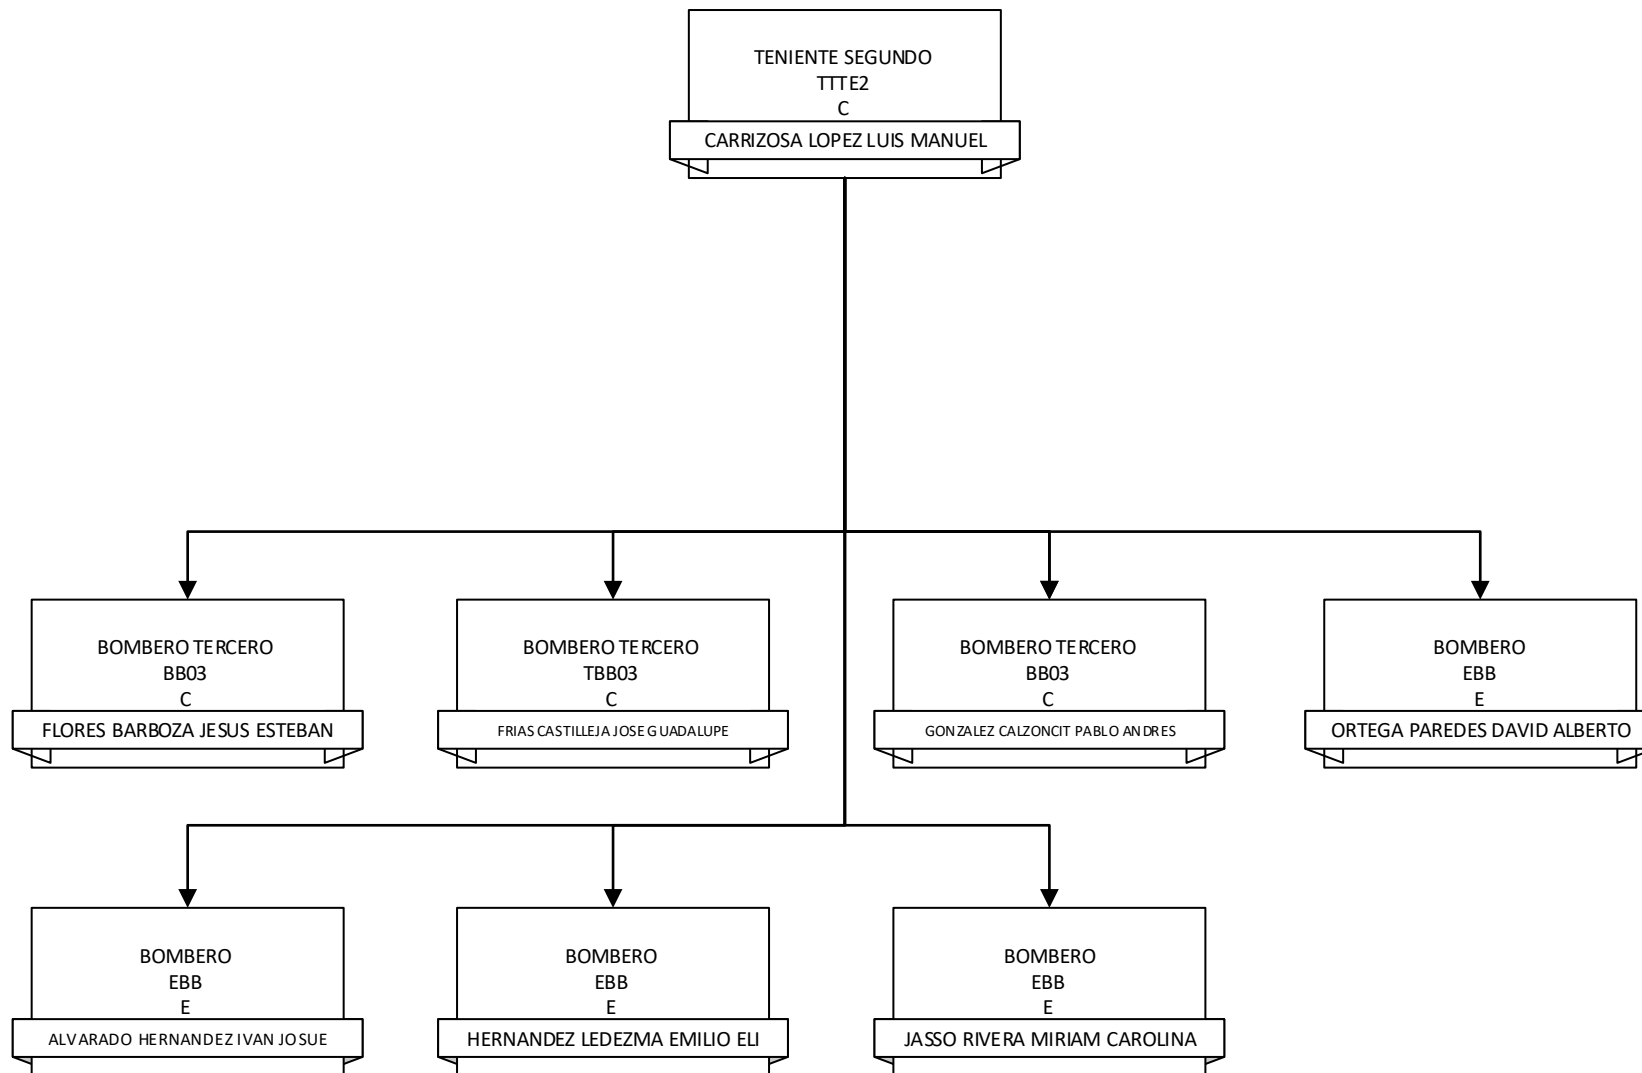 TENIENTE SEGUNDO
TTTE2
C
CARRIZOSA LOPEZ LUIS MANUEL
BOMBERO TERCERO
BB03
C
FLORES BARBOZA JESUS ESTEBAN
BOMBERO TERCERO
TBB03
C
FRIAS CASTILLEJA JOSE GUADALUPE
BOMBERO TERCERO
BB03
C
GONZALEZ CALZONCIT PABLO ANDRES
BOMBERO
EBB
E
ORTEGA PAREDES DAVID ALBERTO
BOMBERO
EBB
E
ALVARADO HERNANDEZ IVAN JOSUE
BOMBERO
EBB
E
HERNANDEZ LEDEZMA EMILIO ELI
BOMBERO
EBB
E
JASSO RIVERA MIRIAM CAROLINA